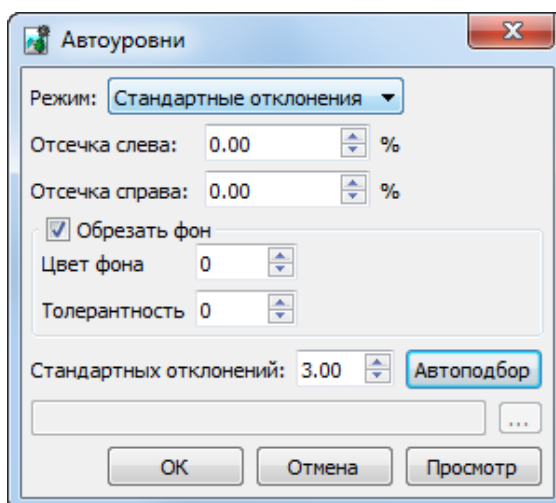 Автоуровни
Режим: Стандартные отклонения
Отсечка слева: 0.00 %
Отсечка справа: 0.00 %
Обрезать фон
Цвет фона 0
Толерантность 0
Стандартных отклонений: 3.00 Автоподбор
...
ОК Отмена Просмотр